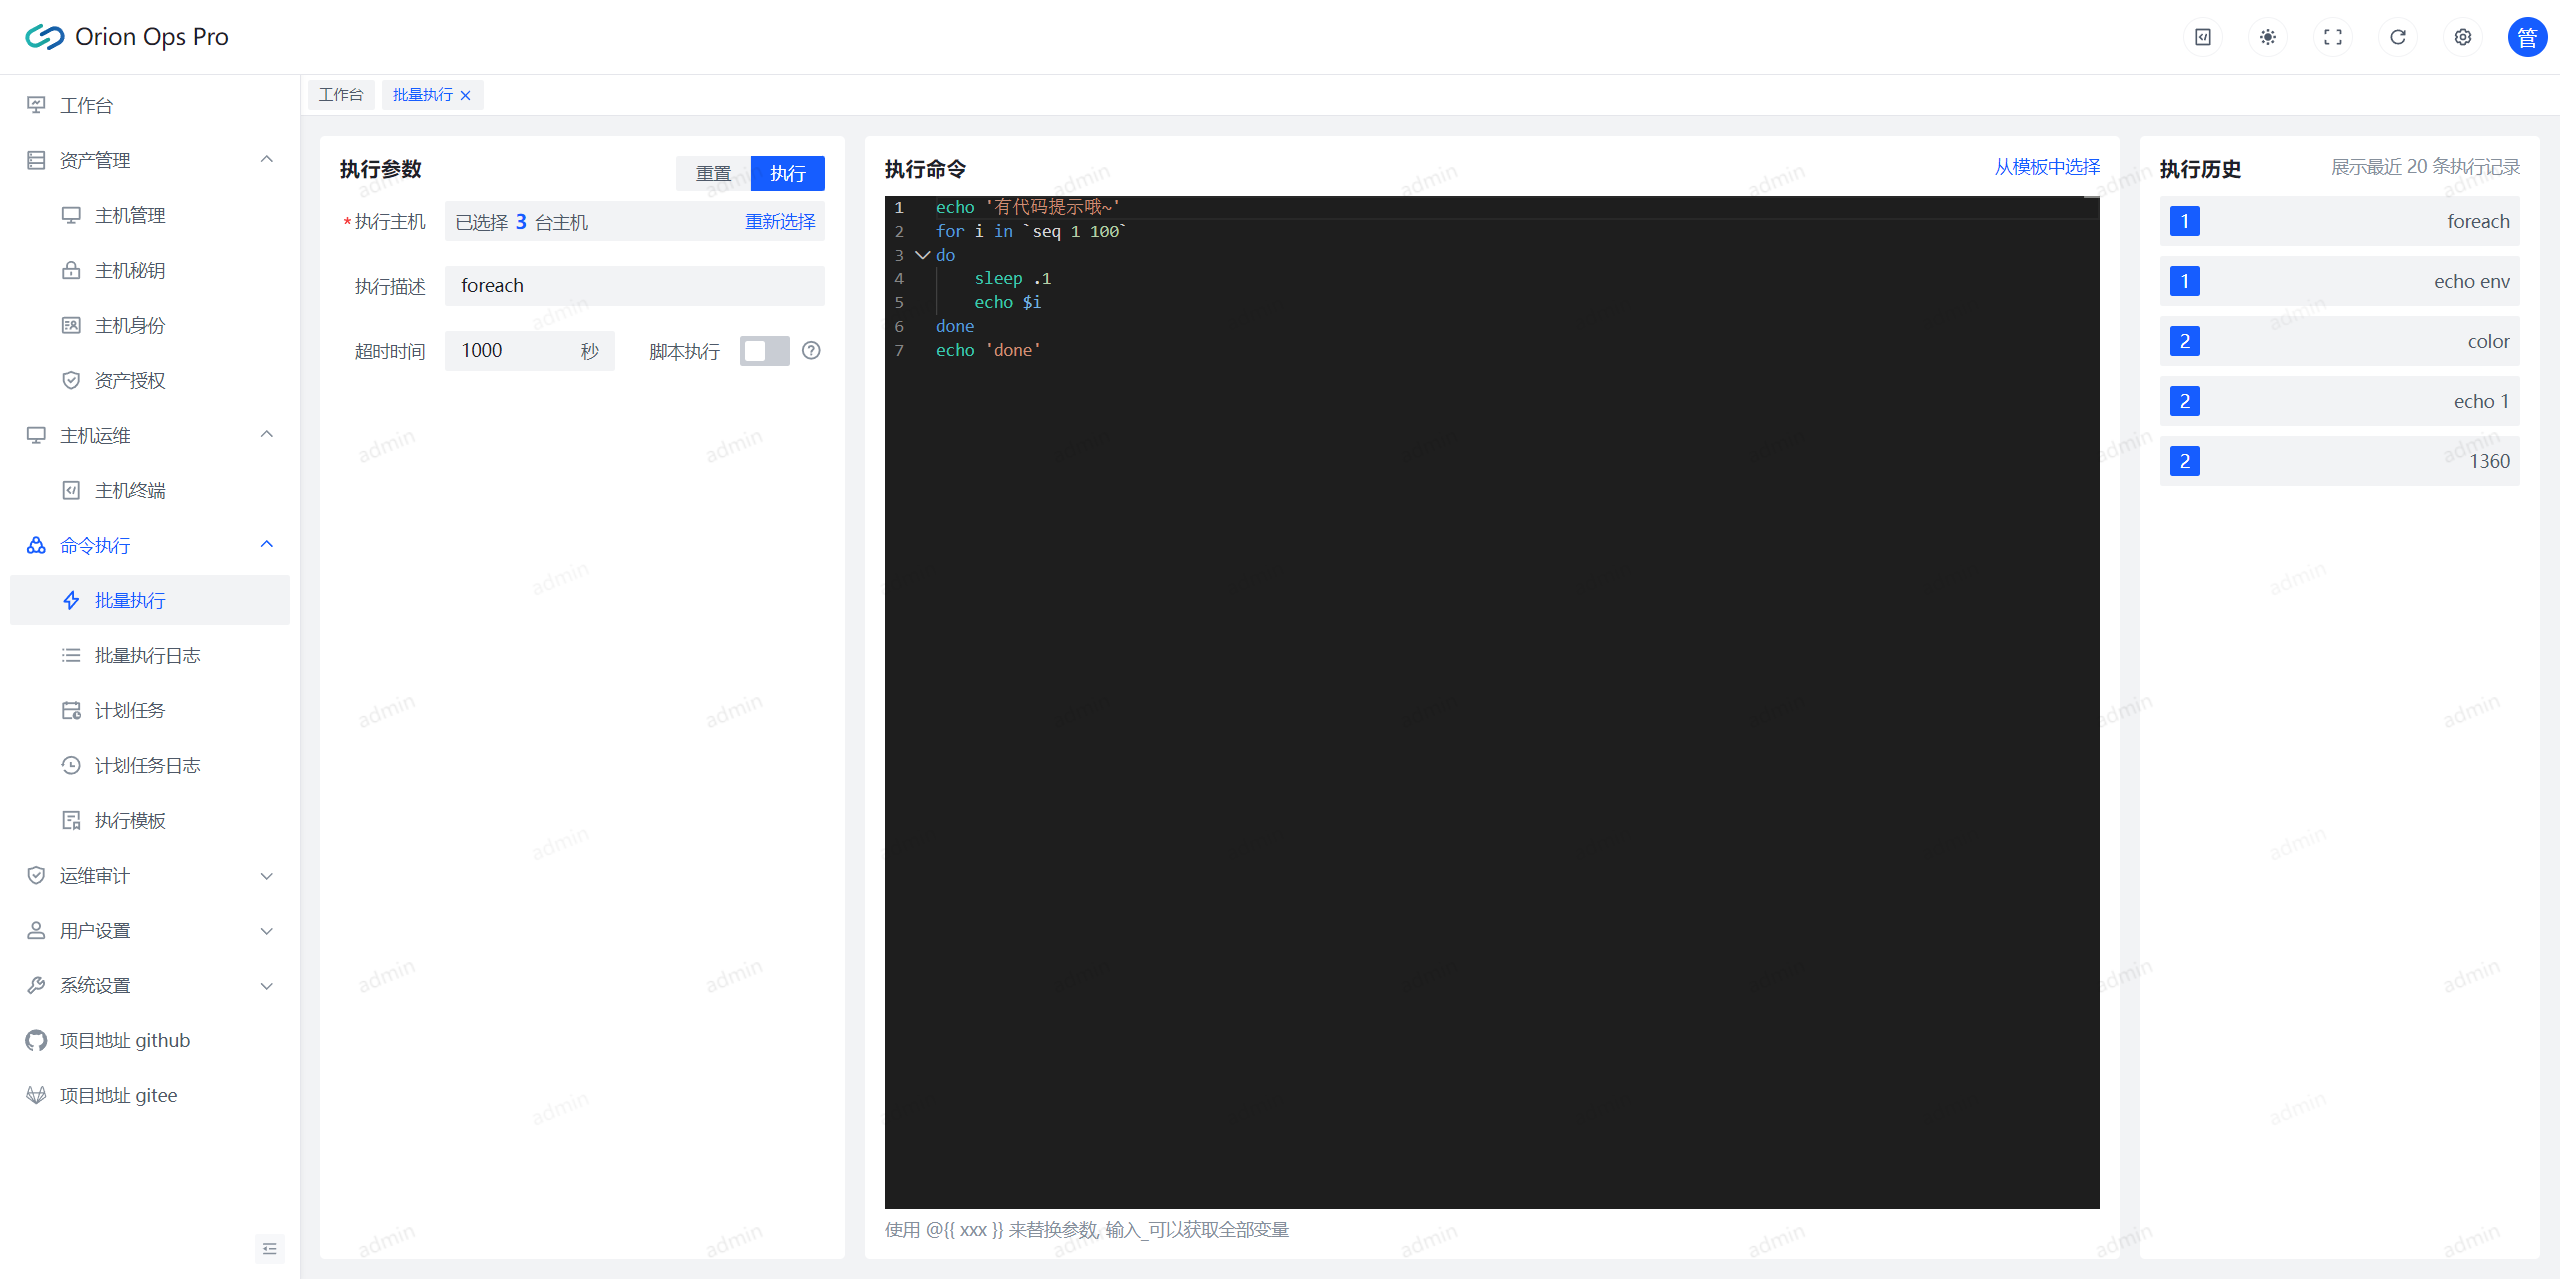 Orion Ops Pro
管
工作台
资产管理
主机管理
主机秘钥
主机身份
资产授权
主机运维
主机终端
命令执行
批量执行
批量执行日志
计划任务
计划任务日志
执行模板
运维审计
用户设置
系统设置
项目地址 github
项目地址 gitee
工作台
批量执行
执行参数
重置
执行
*执行主机
已选择 3 台主机
重新选择
执行描述
foreach
超时时间
1000
秒
脚本执行
执行命令
从模板中选择
1 echo '有代码提示哦~'
2 for i in `seq 1 100`
3 do
4 sleep .1
5 echo $i
6 done
7 echo 'done'
使用 @{{ xxx }} 来替换参数, 输入_可以获取全部变量
执行历史
展示最近 20 条执行记录
1 foreach
1 echo env
2 color
2 echo 1
2 1360
admin